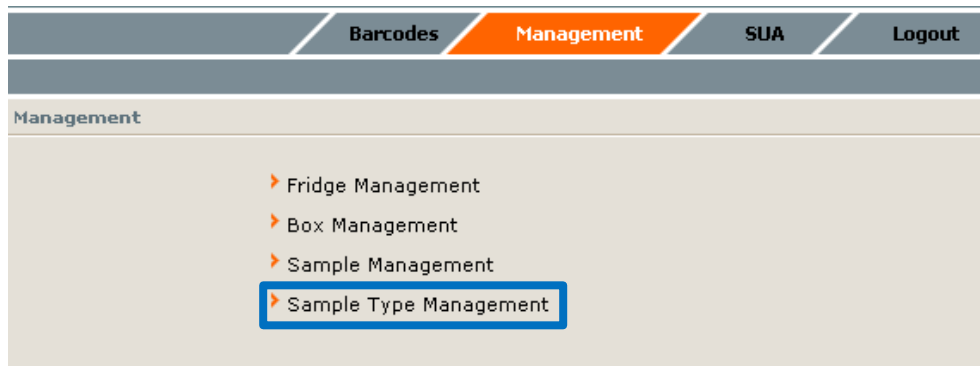 Barcodes Management SUA Logout
Management
Fridge Management
Box Management
Sample Management
Sample Type Management